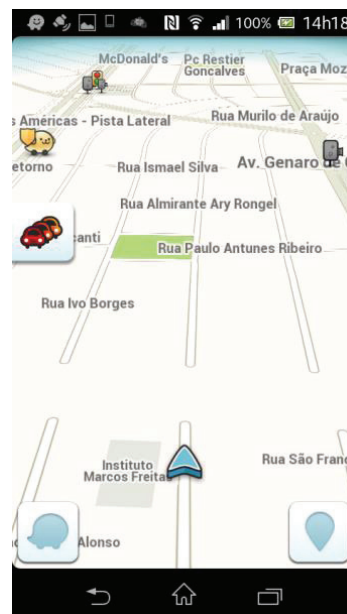 100% 14h18
McDonald's
Pc Restier
Goncalves
Praça Moz
s Américas - Pista Lateral
Rua Murilo de Araújo
etorno
Rua Ismael Silva
Av. Genaro de
Rua Almirante Ary Rongel
canti
Rua Paulo Antunes Ribeiro
Rua Ivo Borges
Instituto
Marcos Freitas
Rua São Fran
Alonso